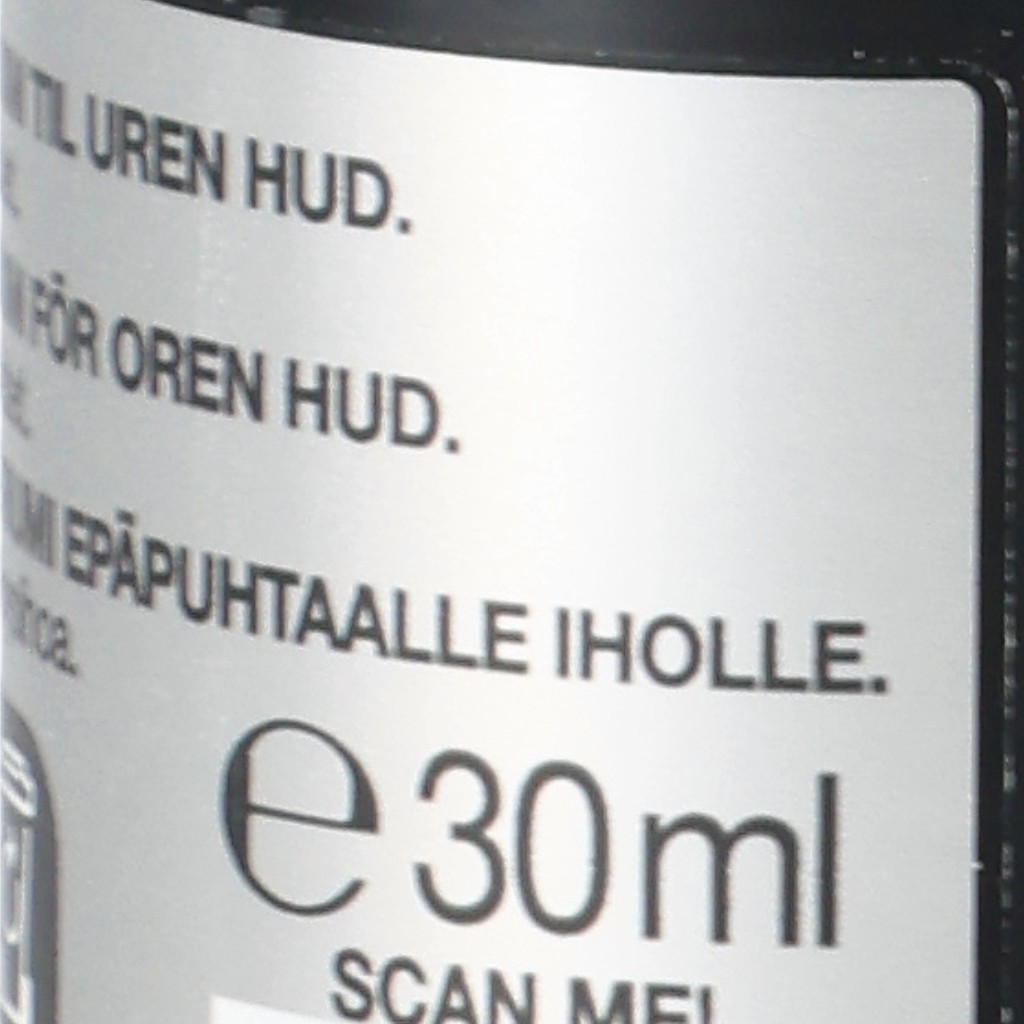 TIL UREN HUD.
FÖR OREN HUD.
EPÄPUHTAALLE IHOLLE.
℮ 30 ml
SCAN ME!